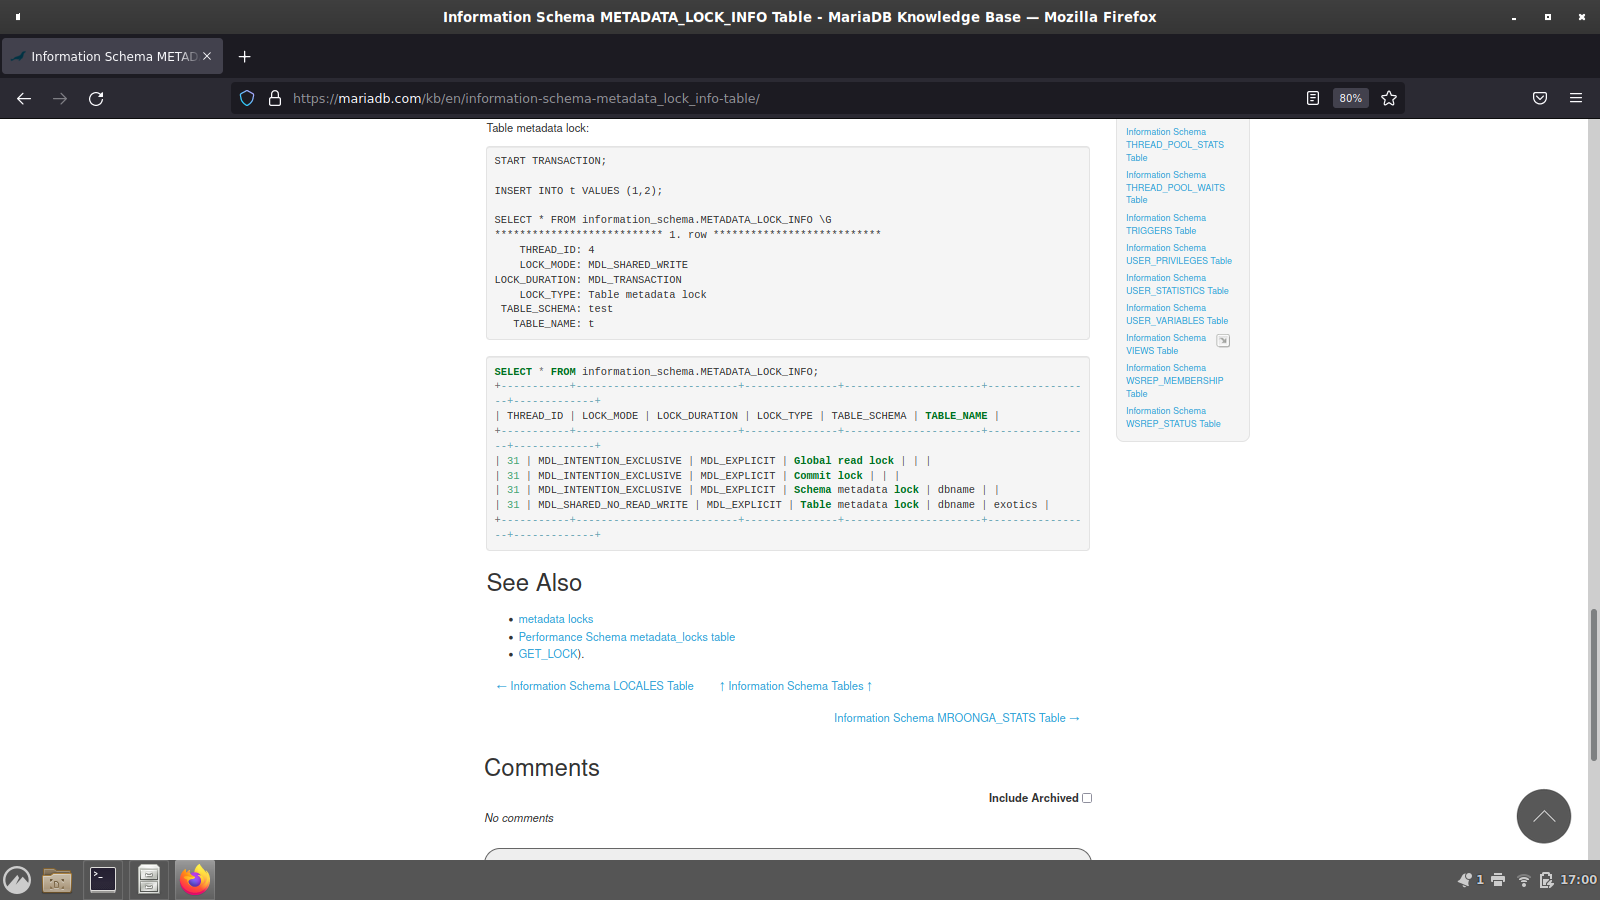 Information Schema METADATA_LOCK_INFO Table - MariaDB Knowledge Base — Mozilla Firefox
Information Schema METAD
https://mariadb.com/kb/en/information-schema-metadata_lock_info-table/
80%
Table metadata lock:
START TRANSACTION;
INSERT INTO t VALUES (1,2);
SELECT * FROM information_schema.METADATA_LOCK_INFO \G
*************************** 1. row ***************************
THREAD_ID: 4
LOCK_MODE: MDL_SHARED_WRITE
LOCK_DURATION: MDL_TRANSACTION
LOCK_TYPE: Table metadata lock
TABLE_SCHEMA: test
TABLE_NAME: t
SELECT * FROM information_schema.METADATA_LOCK_INFO;
+-----------+--------------------------+---------------+----------------------+---------------
--+-------------+
| THREAD_ID | LOCK_MODE | LOCK_DURATION | LOCK_TYPE | TABLE_SCHEMA | TABLE_NAME |
+-----------+--------------------------+---------------+----------------------+---------------
--+-------------+
| 31 | MDL_INTENTION_EXCLUSIVE | MDL_EXPLICIT | Global read lock | | |
| 31 | MDL_INTENTION_EXCLUSIVE | MDL_EXPLICIT | Commit lock | | |
| 31 | MDL_INTENTION_EXCLUSIVE | MDL_EXPLICIT | Schema metadata lock | dbname | |
| 31 | MDL_SHARED_NO_READ_WRITE | MDL_EXPLICIT | Table metadata lock | dbname | exotics |
+-----------+--------------------------+---------------+----------------------+---------------
--+-------------+
See Also
• metadata locks
• Performance Schema metadata_locks table
• GET_LOCK).
← Information Schema LOCALES Table
↑ Information Schema Tables ↑
Information Schema MROONGA_STATS Table →
Comments
Include Archived
No comments
Information Schema
THREAD_POOL_STATS
Table
Information Schema
THREAD_POOL_WAITS
Table
Information Schema
TRIGGERS Table
Information Schema
USER_PRIVILEGES Table
Information Schema
USER_STATISTICS Table
Information Schema
USER_VARIABLES Table
Information Schema
VIEWS Table
Information Schema
WSREP_MEMBERSHIP
Table
Information Schema
WSREP_STATUS Table
1
17:00